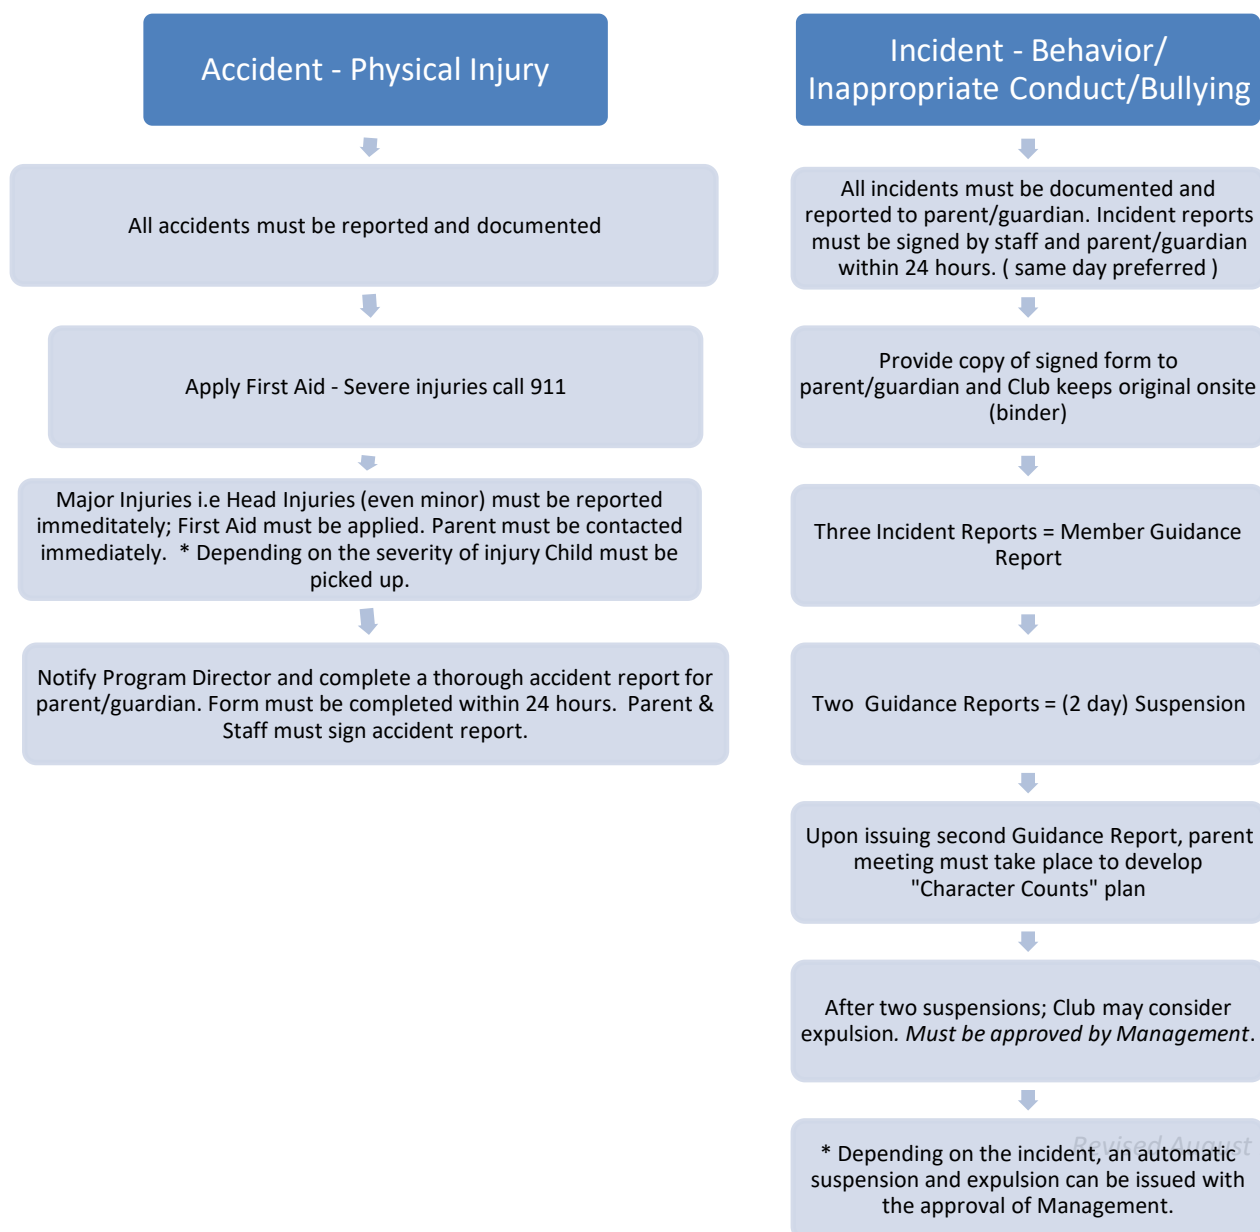 Accident - Physical Injury
All accidents must be reported and documented
Apply First Aid - Severe injuries call 911
Major Injuries i.e Head Injuries (even minor) must be reported
immeditately; First Aid must be applied. Parent must be contacted
immediately.  * Depending on the severity of injury Child must be
picked up.
Notify Program Director and complete a thorough accident report for
parent/guardian. Form must be completed within 24 hours.  Parent &
Staff must sign accident report.
Incident - Behavior/
Inappropriate Conduct/Bullying
All incidents must be documented and
reported to parent/guardian. Incident reports
must be signed by staff and parent/guardian
within 24 hours. ( same day preferred )
Provide copy of signed form to
parent/guardian and Club keeps original onsite
(binder)
Three Incident Reports = Member Guidance
Report
Two  Guidance Reports = (2 day) Suspension
Upon issuing second Guidance Report, parent
meeting must take place to develop
"Character Counts" plan
After two suspensions; Club may consider
expulsion. Must be approved by Management.
Revised August
* Depending on the incident, an automatic
suspension and expulsion can be issued with
the approval of Management.